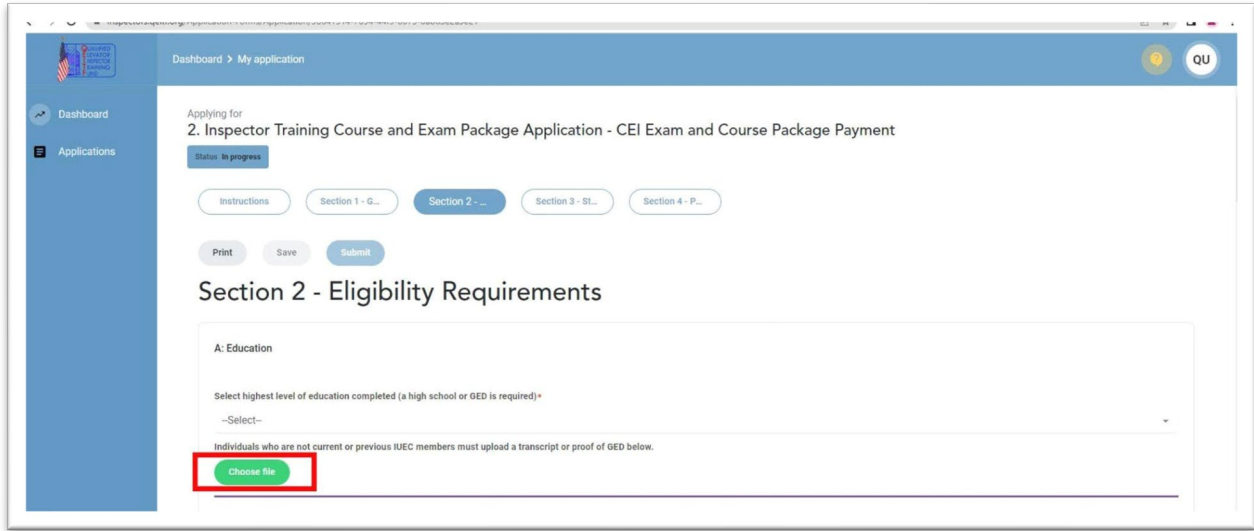 Dashboard > My application
QU
Dashboard
Applications
Applying for
2. Inspector Training Course and Exam Package Application - CEI Exam and Course Package Payment
Status In progress
Instructions
Section 1 - G...
Section 2 - ...
Section 3 - St...
Section 4 - P...
Print
Save
Submit
Section 2 - Eligibility Requirements
A: Education
Select highest level of education completed (a high school or GED is required)*
--Select--
Individuals who are not current or previous IUEC members must upload a transcript or proof of GED below.
Choose file